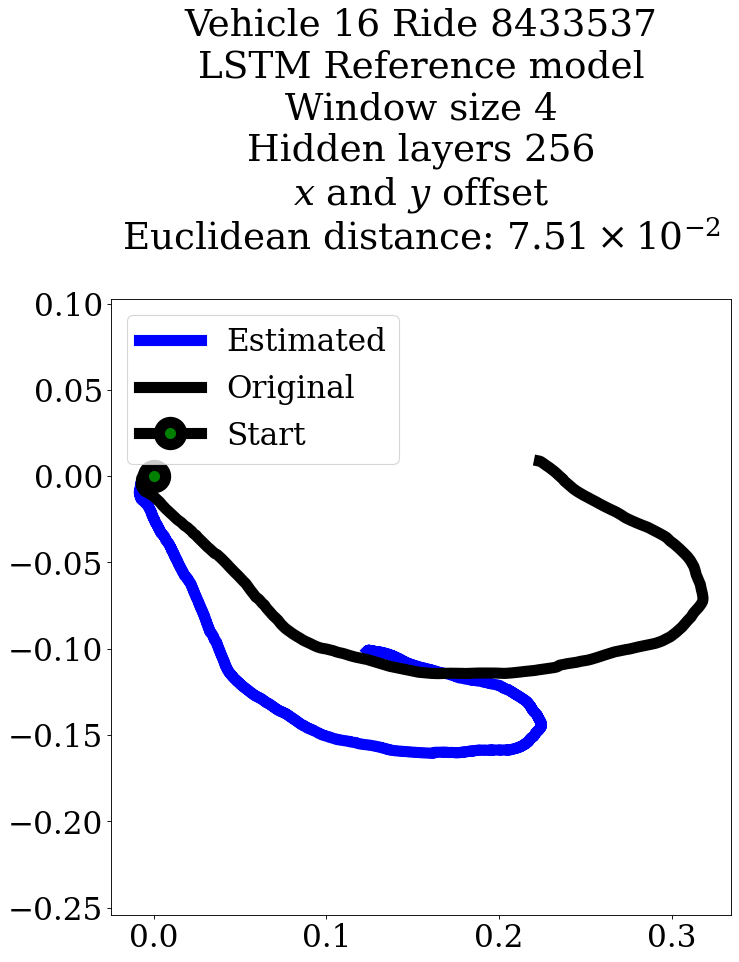 Vehicle 16 Ride 8433537
LSTM Reference model
Window size 4
Hidden layers 256
x and y offset
Euclidean distance: 7.51 × 10⁻²
Estimated
Original
Start
0.10
0.05
0.00
−0.05
−0.10
−0.15
−0.20
−0.25
0.0 0.1 0.2 0.3